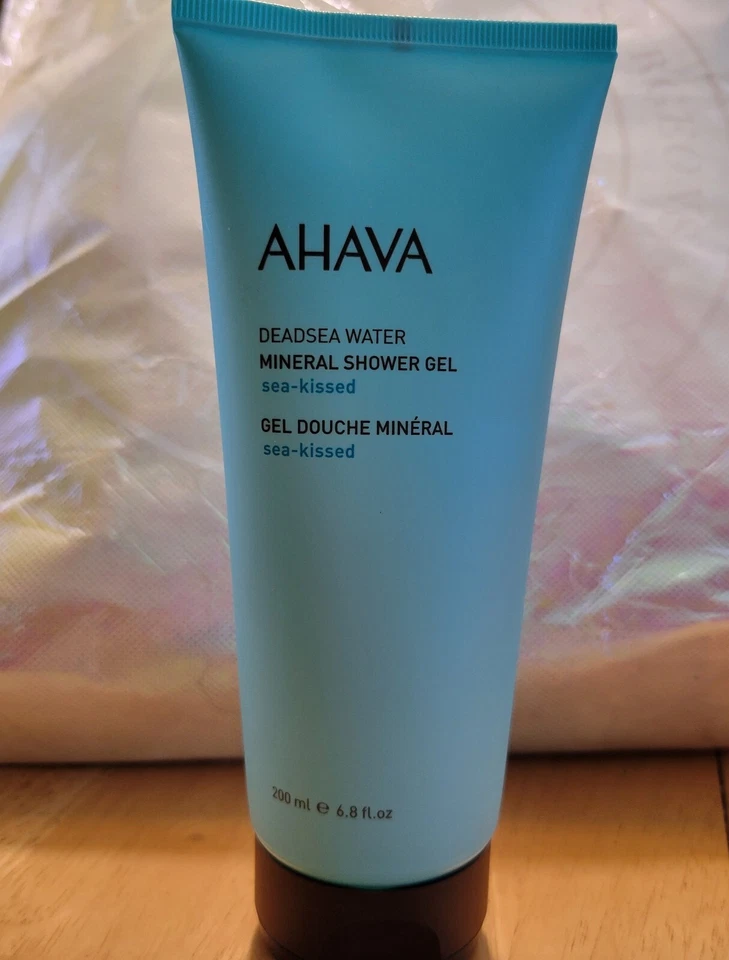 AHAVA
DEADSEA WATER
MINERAL SHOWER GEL
sea-kissed
GEL DOUCHE MINÉRAL
sea-kissed
200 ml e 6.8 fl.oz